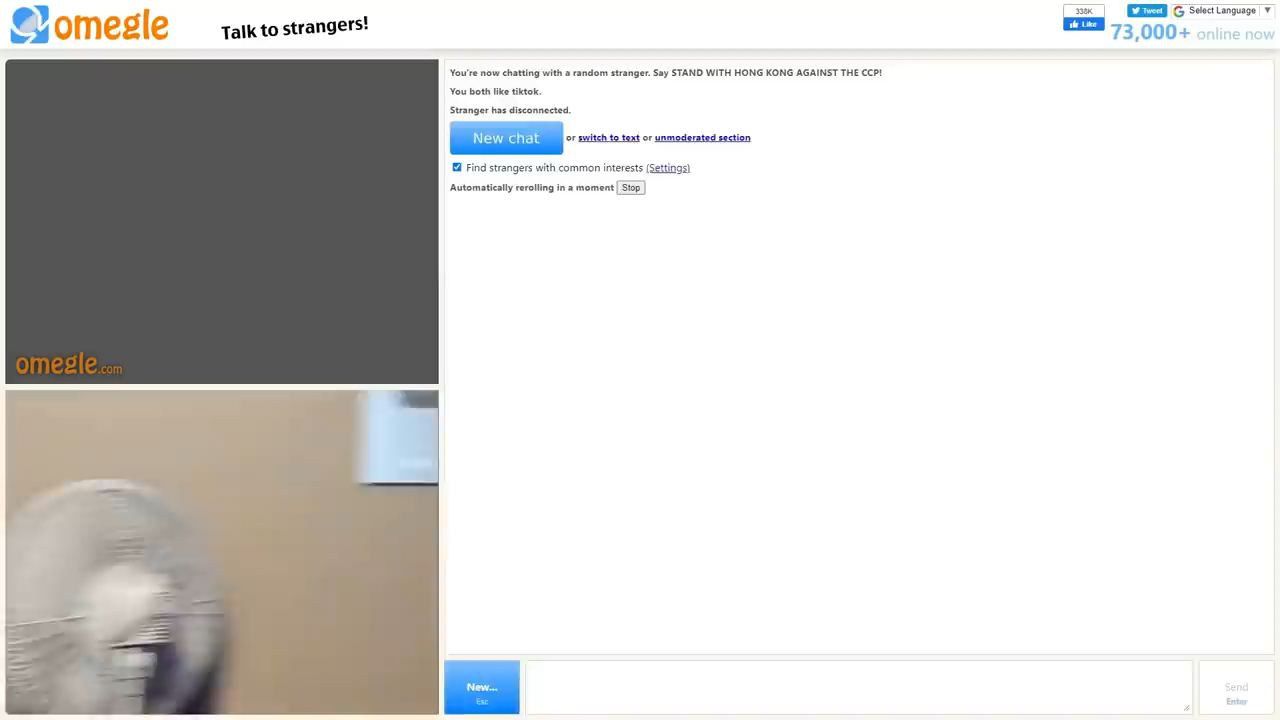 omegle
Talk to strangers!
338K
Like
Tweet
Select Language
73,000+ online now
You're now chatting with a random stranger. Say STAND WITH HONG KONG AGAINST THE CCP!
You both like tiktok.
Stranger has disconnected.
New chat or switch to text or unmoderated section
Find strangers with common interests (Settings)
Automatically rerolling in a moment Stop
omegle.com
New...
Esc
Send
Enter